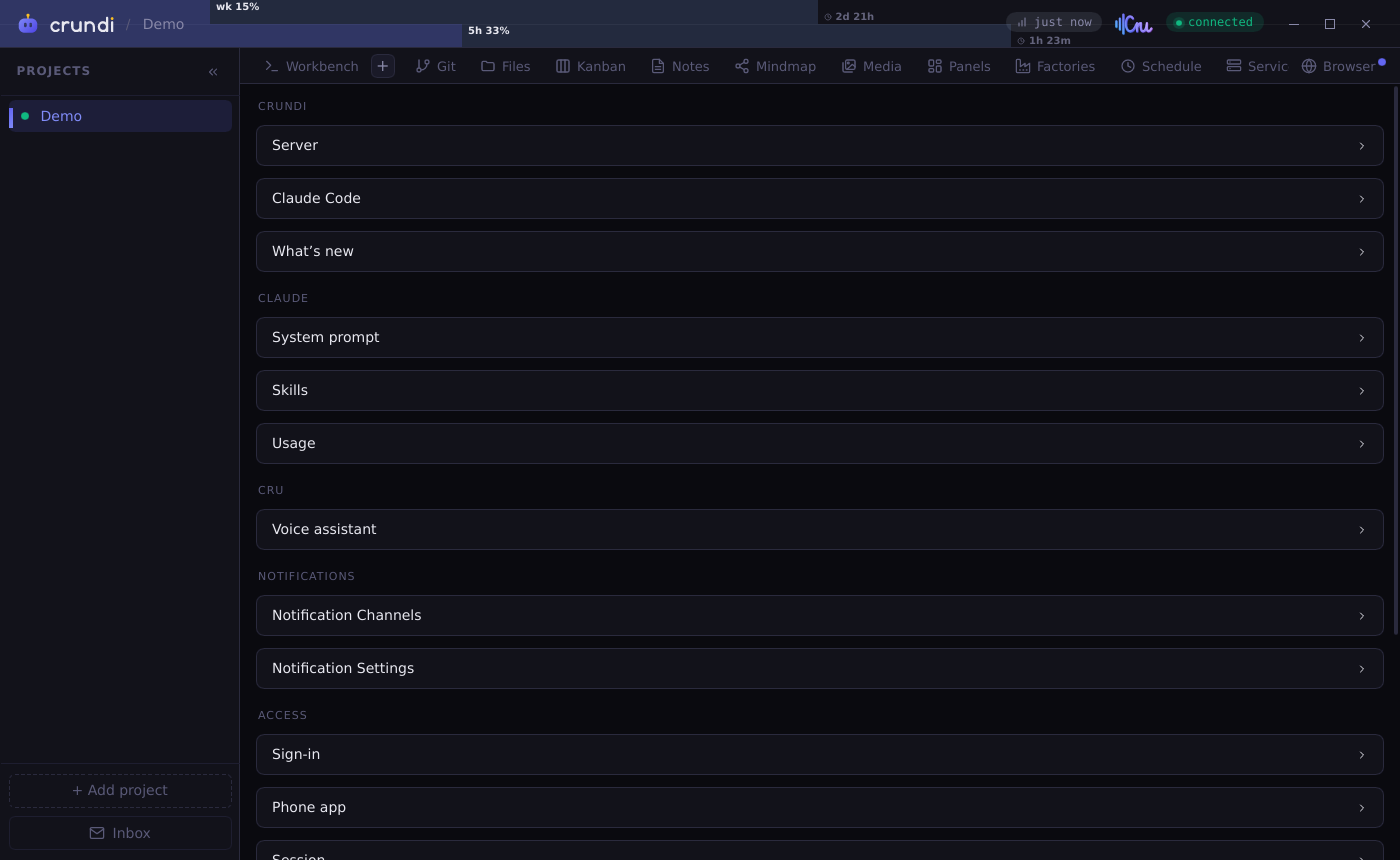 wk 15%
2d 21h
crundi / Demo
just now
Cru
connected
5h 33%
1h 23m
PROJECTS «
Workbench + Git Files Kanban Notes Mindmap Media Panels Factories Schedule Servic Browser
Demo
CRUNDI
Server
Claude Code
What’s new
CLAUDE
System prompt
Skills
Usage
CRU
Voice assistant
NOTIFICATIONS
Notification Channels
Notification Settings
ACCESS
Sign-in
Phone app
Session
+ Add project
Inbox